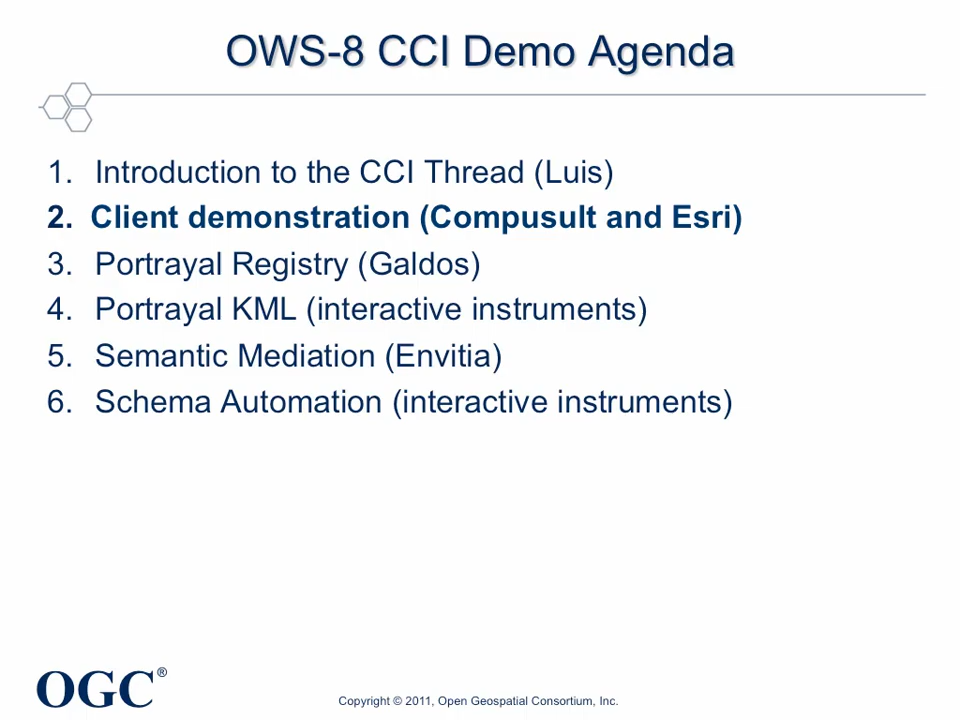 OWS-8 CCI Demo Agenda
1. Introduction to the CCI Thread (Luis)
2. Client demonstration (Compusult and Esri)
3. Portrayal Registry (Galdos)
4. Portrayal KML (interactive instruments)
5. Semantic Mediation (Envitia)
6. Schema Automation (interactive instruments)
OGC®
Copyright © 2011, Open Geospatial Consortium, Inc.